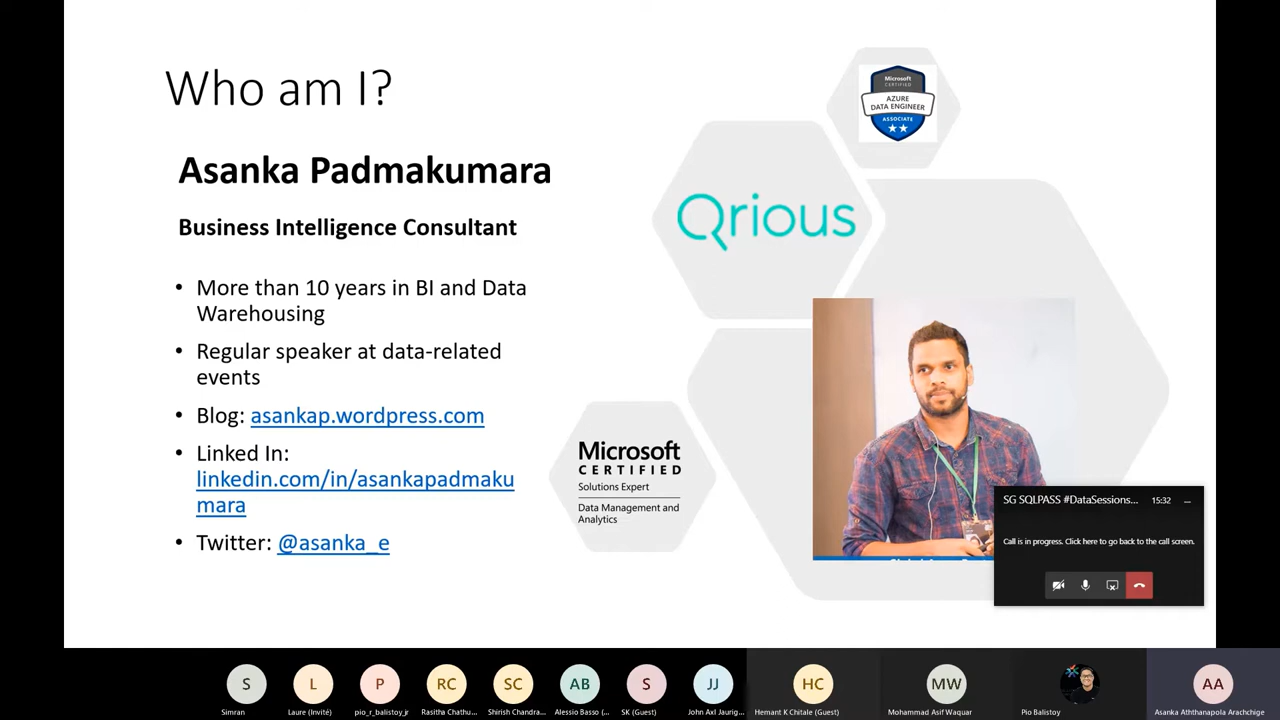 Who am I?
Asanka Padmakumara
Business Intelligence Consultant
• More than 10 years in BI and Data
Warehousing
• Regular speaker at data-related
events
• Blog: asankap.wordpress.com
• Linked In:
linkedin.com/in/asankapadmaku
mara
• Twitter: @asanka_e
Microsoft
CERTIFIED
AZURE
DATA ENGINEER
ASSOCIATE
Qrious
Microsoft
CERTIFIED
Solutions Expert
Data Management and
Analytics
SG SQLPASS #DataSessions... 15:32
Call is in progress. Click here to go back to the call screen.
S L P RC SC AB S JJ HC MW AA
Simran Laure (Invité) pio_r_balistoy_jr Rasitha Chathu... Shirish Chandra... Alessio Basso (... SK (Guest) John Axl Jaurig... Hemant K Chitale (Guest) Mohammad Asif Waquar Pio Balistoy Asanka Aththanapola Arachchige